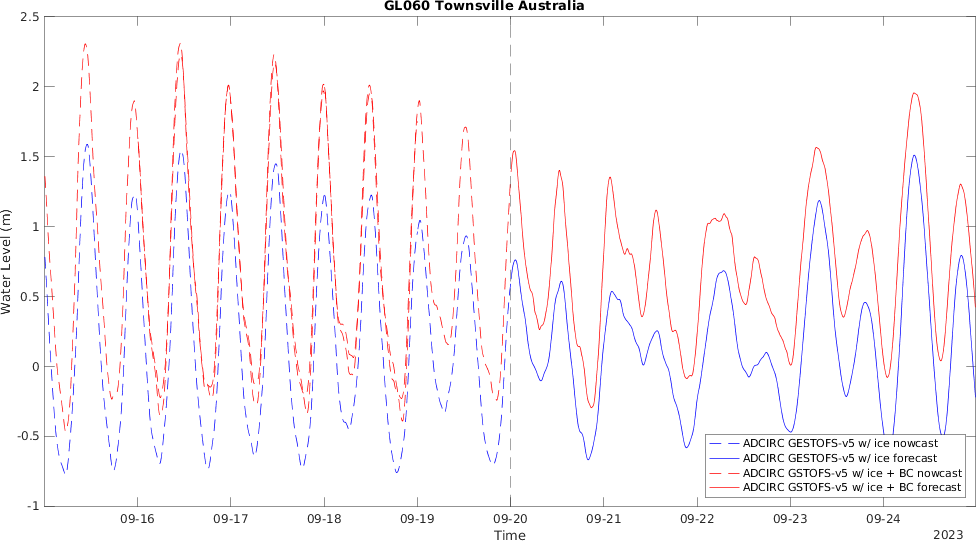 GL060 Townsville Australia
2.5
2
1.5
1
0.5
0
-0.5
-1
Water Level (m)
ADCIRC GESTOFS-v5 w/ ice nowcast
ADCIRC GESTOFS-v5 w/ ice forecast
ADCIRC GSTOFS-v5 w/ ice + BC nowcast
ADCIRC GSTOFS-v5 w/ ice + BC forecast
09-16 09-17 09-18 09-19 09-20 09-21 09-22 09-23 09-24
Time
2023